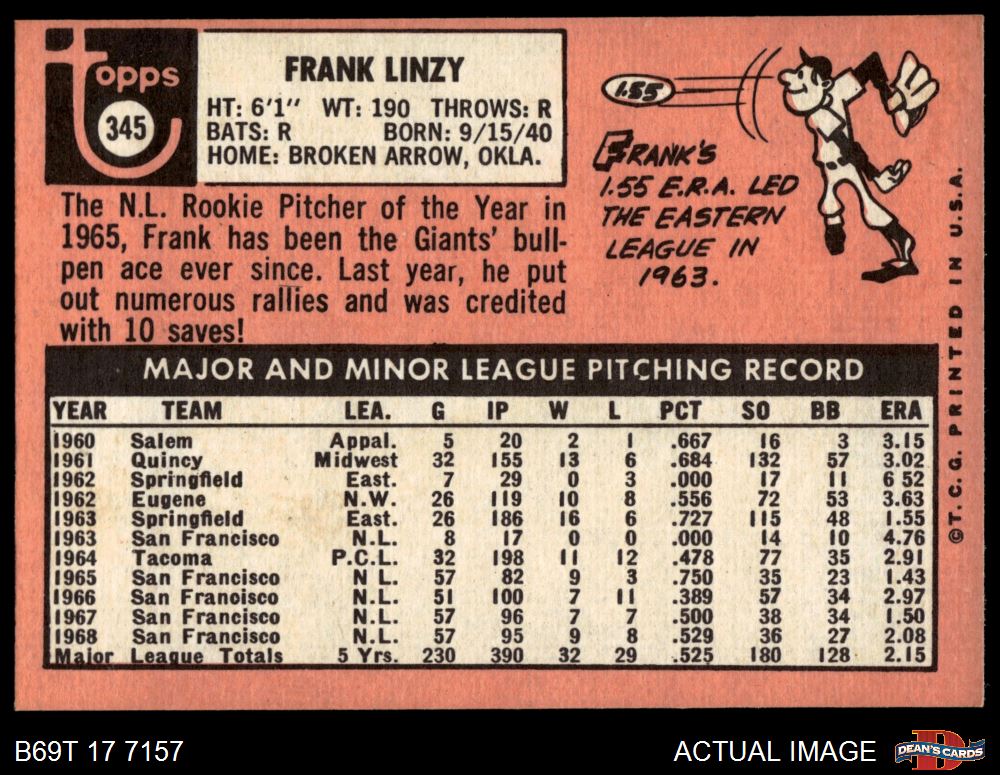 Topps
345
FRANK LINZY
HT: 6'1" WT: 190 THROWS: R
BATS: R BORN: 9/15/40
HOME: BROKEN ARROW, OKLA.
The N.L. Rookie Pitcher of the Year in
1965, Frank has been the Giants' bull-
pen ace ever since. Last year, he put
out numerous rallies and was credited
with 10 saves!
1.55
FRANK'S
1.55 E.R.A. LED
THE EASTERN
LEAGUE IN
1963.
MAJOR AND MINOR LEAGUE PITCHING RECORD
YEAR TEAM LEA. G IP W L PCT SO BB ERA
1960 Salem Appal. 5 20 2 1 .667 16 3 3.15
1961 Quincy Midwest 32 155 13 6 .684 132 57 3.02
1962 Springfield East. 7 29 0 3 .000 17 11 6 52
1962 Eugene N.W. 26 119 10 8 .556 72 53 3.63
1963 Springfield East. 26 186 16 6 .727 115 48 1.55
1963 San Francisco N.L. 8 17 0 0 .000 14 10 4.76
1964 Tacoma P.C.L. 32 198 11 12 .478 77 35 2.91
1965 San Francisco N L. 57 82 9 3 .750 35 23 1.43
1966 San Francisco N.L. 51 100 7 11 .389 57 34 2.97
1967 San Francisco N.L. 57 96 7 7 .500 38 34 1.50
1968 San Francisco N.L. 57 95 9 8 .529 36 27 2.08
Major League Totals 5 Yrs. 230 390 32 29 .525 180 128 2.15
©T.C.G. PRINTED IN U.S.A.
B69T 17 7157
ACTUAL IMAGE
DEAN'S CARDS